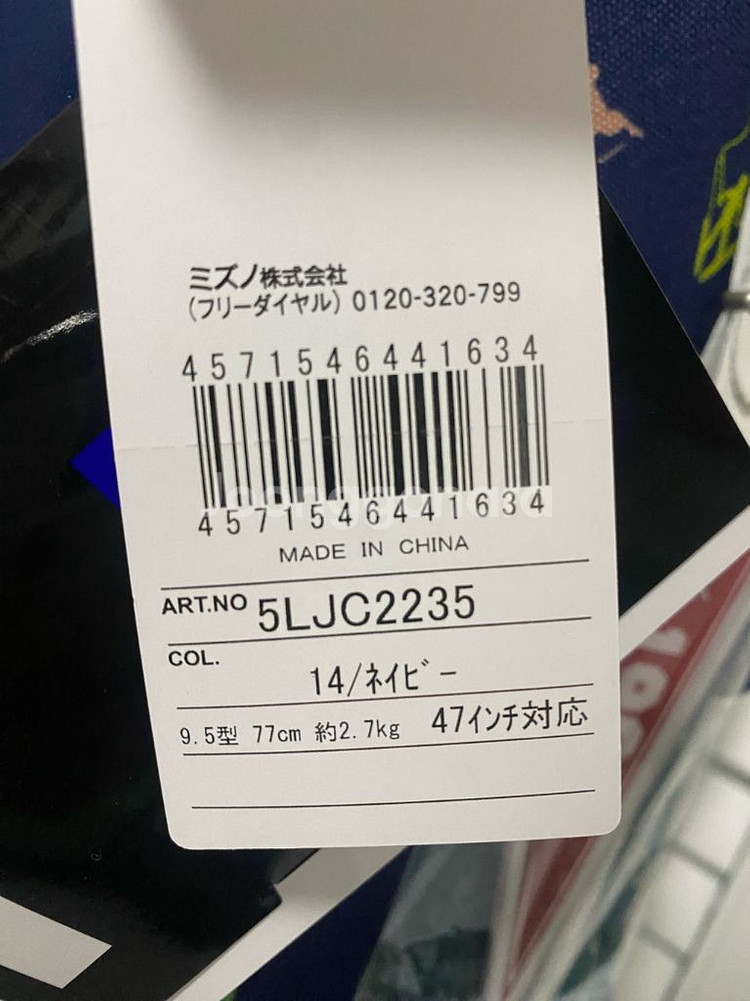 ミズノ株式会社
(フリーダイヤル) 0120-320-799
4571546441634
Joonggonara
4571546441634
MADE IN CHINA
ART.NO 5LJC2235
COL.
14/ネイビー
9.5型 77cm 約2.7kg 47インチ対応